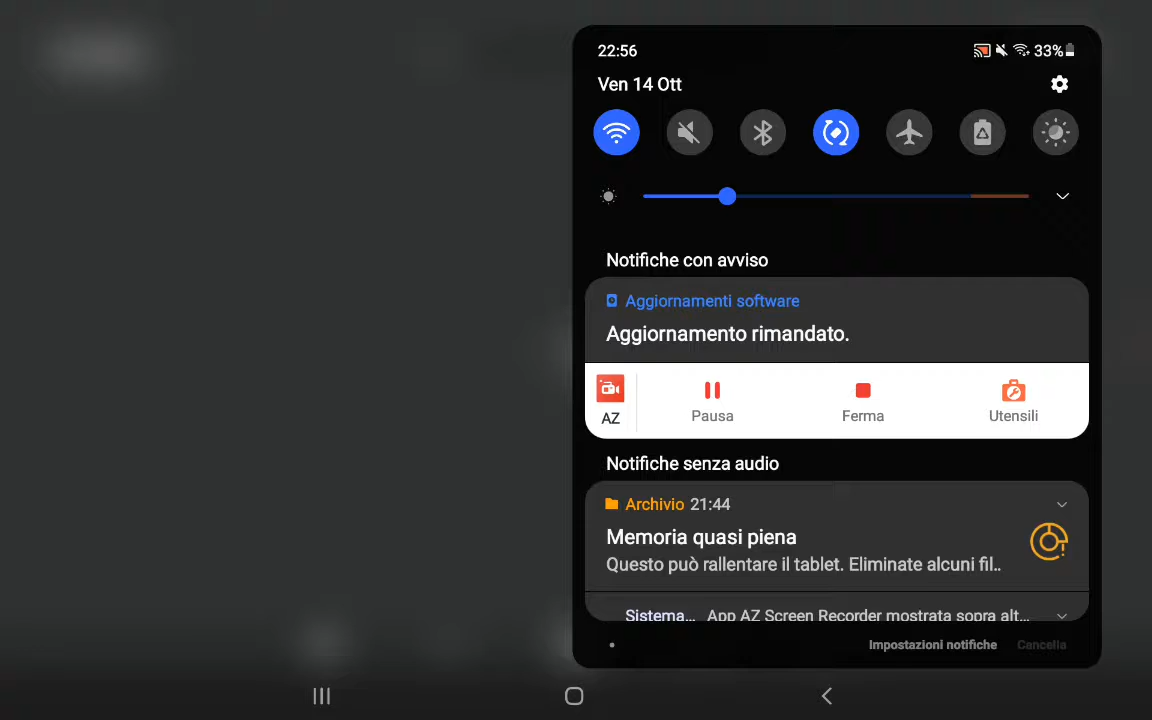 22:56 33%
Ven 14 Ott
Notifiche con avviso
Aggiornamenti software
Aggiornamento rimandato.
AZ Pausa Ferma Utensili
Notifiche senza audio
Archivio 21:44
Memoria quasi piena
Questo può rallentare il tablet. Eliminate alcuni fil..
Sistema... App AZ Screen Recorder mostrata sopra alt...
Impostazioni notifiche Cancella